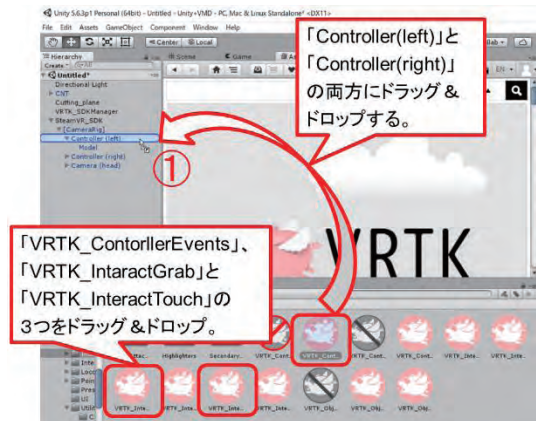 Unity 5.6.3p1 Personal (64bit) - Untitled - Unity+VMD - PC, Mac & Linux Standalone* <DX11>
File Edit Assets GameObject Component Window Help
Center Local
Hierarchy
Scene
Game
Create
All
Untitled*
Directional Light
CNT
Cutting_plane
VRTK_SDKManager
SteamVR_SDK
[CameraRig]
Controller (left)
Model
Controller (right)
Camera (head)
①
「Controller(left)」と
「Controller(right)」
の両方にドラッグ＆
ドロップする。
VRTK
「VRTK_ContorllerEvents」、
「VRTK_IntaractGrab」と
「VRTK_InteractTouch」の
3つをドラッグ＆ドロップ。
Highlighters
Secondary...
VRTK_Cont...
VRTK_Cont...
VRTK_Cont...
VRTK_Cont...
VRTK_Inte...
VRTK_Inte...
VRTK_Inte...
VRTK_Inte...
VRTK_Inte...
VRTK_Obj...
VRTK_Obj...
VRTK_Obj...